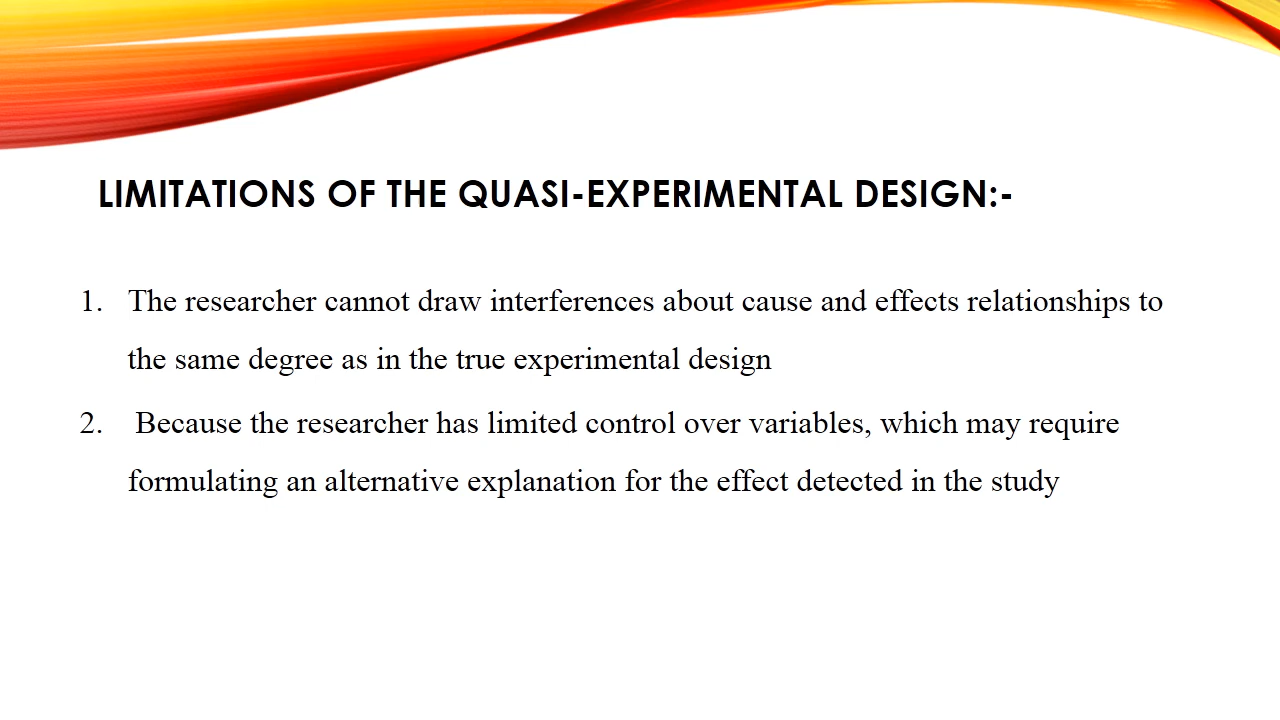 LIMITATIONS OF THE QUASI-EXPERIMENTAL DESIGN:-
1. The researcher cannot draw interferences about cause and effects relationships to
the same degree as in the true experimental design
2. Because the researcher has limited control over variables, which may require
formulating an alternative explanation for the effect detected in the study